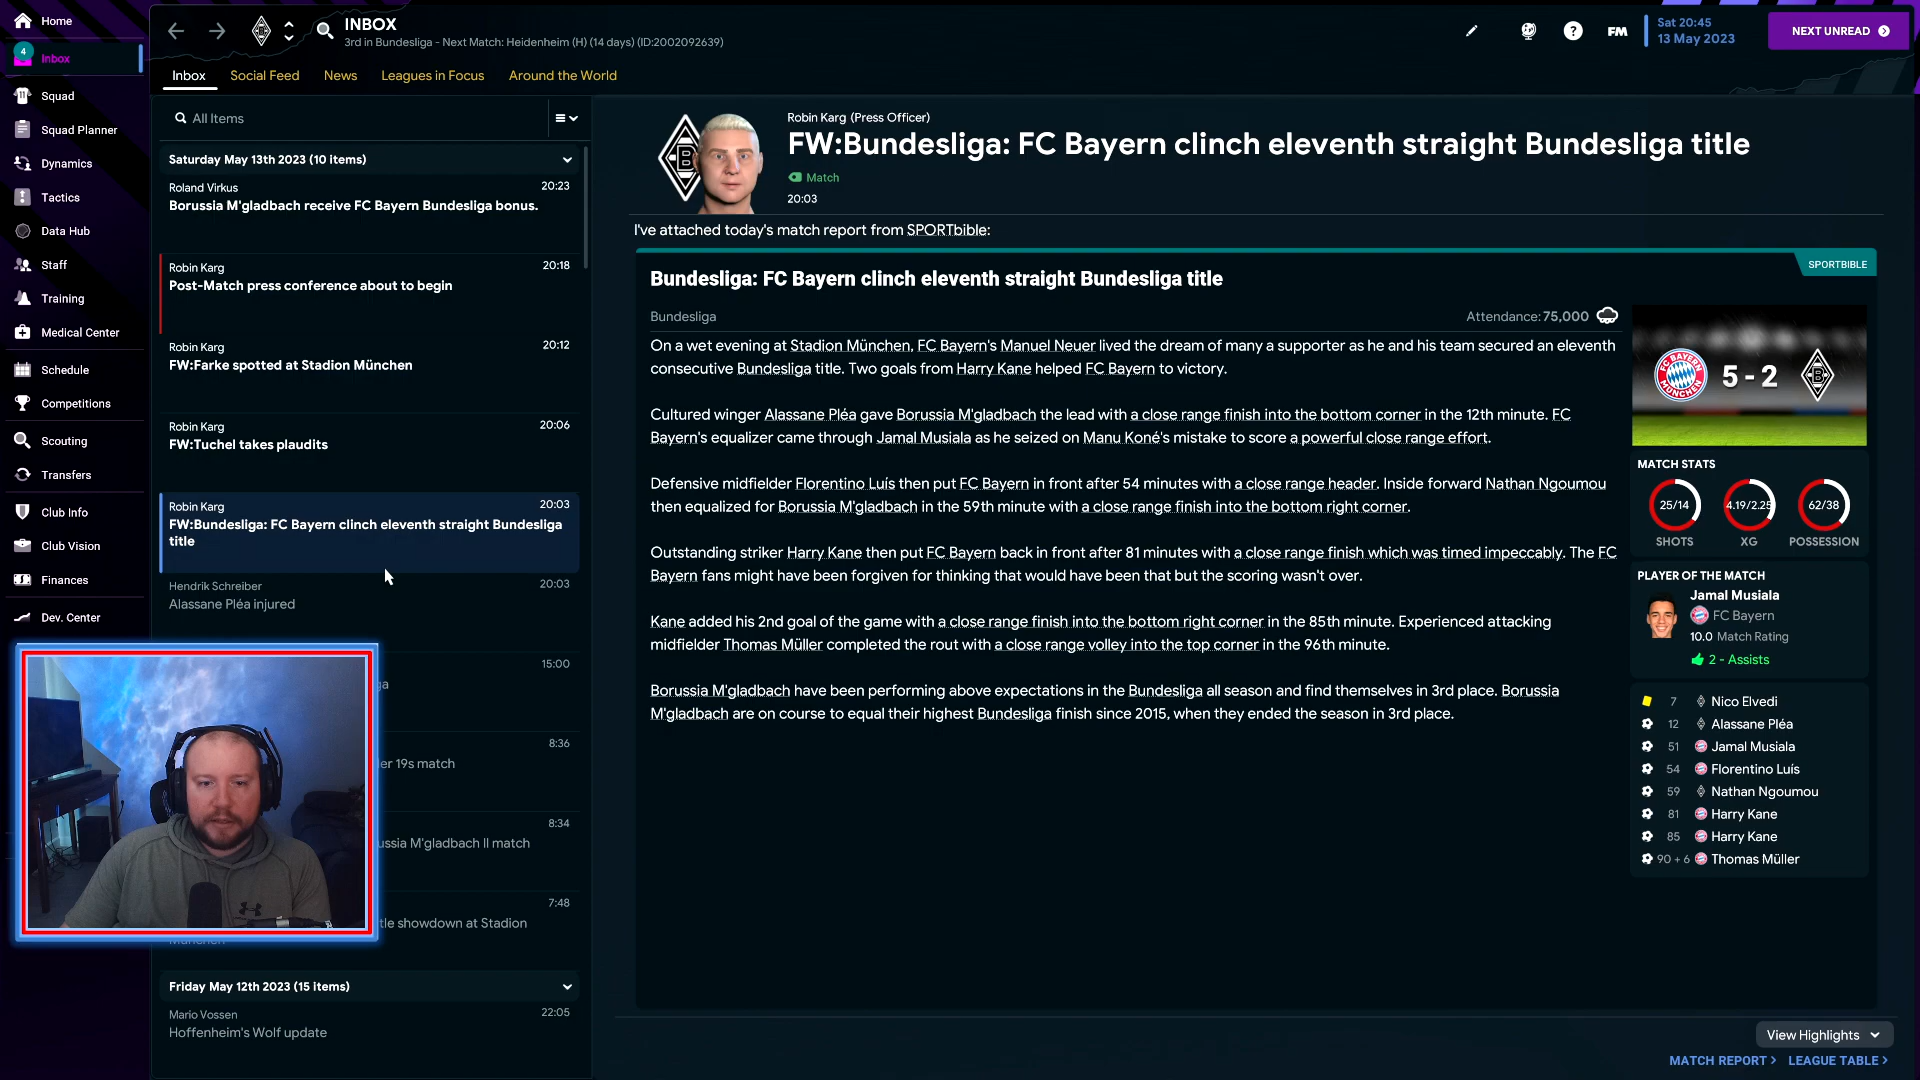 Home
4
Inbox
Squad
Squad Planner
Dynamics
Tactics
Data Hub
Staff
Training
Medical Center
Schedule
Competitions
Scouting
Transfers
Club Info
Club Vision
Finances
Dev. Center
INBOX
3rd in Bundesliga - Next Match: Heidenheim (H) (14 days) (ID:2002092639)
FM
Sat 20:45
13 May 2023
NEXT UNREAD
Inbox Social Feed News Leagues in Focus Around the World
All Items
Saturday May 13th 2023 (10 items)
Roland Virkus 20:23
Borussia M'gladbach receive FC Bayern Bundesliga bonus.
Robin Karg 20:18
Post-Match press conference about to begin
Robin Karg 20:12
FW:Farke spotted at Stadion München
Robin Karg 20:06
FW:Tuchel takes plaudits
Robin Karg 20:03
FW:Bundesliga: FC Bayern clinch eleventh straight Bundesliga
title
Hendrik Schreiber 20:03
Alassane Pléa injured
15:00
ga
8:36
er 19s match
8:34
ussia M'gladbach II match
7:48
tle showdown at Stadion
Friday May 12th 2023 (15 items)
Mario Vossen 22:05
Hoffenheim's Wolf update
Robin Karg (Press Officer)
FW:Bundesliga: FC Bayern clinch eleventh straight Bundesliga title
Match
20:03
I've attached today's match report from SPORTbible:
SPORTBIBLE
Bundesliga: FC Bayern clinch eleventh straight Bundesliga title
Bundesliga Attendance: 75,000
On a wet evening at Stadion München, FC Bayern's Manuel Neuer lived the dream of many a supporter as he and his team secured an eleventh
consecutive Bundesliga title. Two goals from Harry Kane helped FC Bayern to victory.
Cultured winger Alassane Pléa gave Borussia M'gladbach the lead with a close range finish into the bottom corner in the 12th minute. FC
Bayern's equalizer came through Jamal Musiala as he seized on Manu Koné's mistake to score a powerful close range effort.
Defensive midfielder Florentino Luís then put FC Bayern in front after 54 minutes with a close range header. Inside forward Nathan Ngoumou
then equalized for Borussia M'gladbach in the 59th minute with a close range finish into the bottom right corner.
Outstanding striker Harry Kane then put FC Bayern back in front after 81 minutes with a close range finish which was timed impeccably. The FC
Bayern fans might have been forgiven for thinking that would have been that but the scoring wasn't over.
Kane added his 2nd goal of the game with a close range finish into the bottom right corner in the 85th minute. Experienced attacking
midfielder Thomas Müller completed the rout with a close range volley into the top corner in the 96th minute.
Borussia M'gladbach have been performing above expectations in the Bundesliga all season and find themselves in 3rd place. Borussia
M'gladbach are on course to equal their highest Bundesliga finish since 2015, when they ended the season in 3rd place.
5 - 2
MATCH STATS
25/14 4.19/2.25 62/38
SHOTS XG POSSESSION
PLAYER OF THE MATCH
Jamal Musiala
FC Bayern
10.0 Match Rating
2 - Assists
7 Nico Elvedi
12 Alassane Pléa
51 Jamal Musiala
54 Florentino Luís
59 Nathan Ngoumou
81 Harry Kane
85 Harry Kane
90 + 6 Thomas Müller
View Highlights
MATCH REPORT > LEAGUE TABLE >